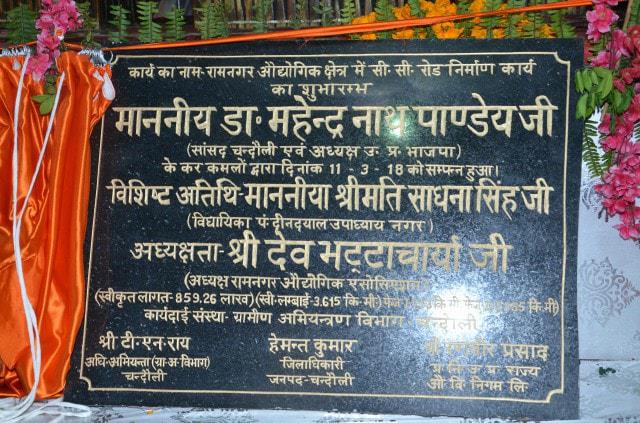 कार्य का नाम-रामनगर औद्योगिक क्षेत्र में सी. सी. रोड निर्माण कार्य
का शुभारम्भ
माननीय डा॰ महेन्द्र नाथ पाण्डेय जी
(सांसद चन्दौली एवं अध्यक्ष उ. प्र. भाजपा)
के कर कमलों द्वारा दिनांक 11 - 3 - 18 को सम्पन्न हुआ।
विशिष्ट अतिथि-माननीया श्रीमति साधना सिंह जी
(विधायिका पं. दीनदयाल उपाध्याय नगर)
अध्यक्षता- श्री देव भट्टाचार्या जी
(अध्यक्ष रामनगर औद्योगिक एसोसिएशन)
(स्वीकृत लागत- 859.26 लाख) (स्वी. लम्बाई-3.615 कि॰मी॰)
कार्यदाई संस्था- ग्रामीण अभियन्त्रण विभाग चन्दौली
श्री टी॰एन॰राय हेमन्त कुमार प्रसाद
अधि॰अभियन्ता (ग्रा॰अ॰विभाग) जिलाधिकारी प्र. नि. उ. प्र. राज्य
चन्दौली जनपद-चन्दौली औ. वि. निगम लि.